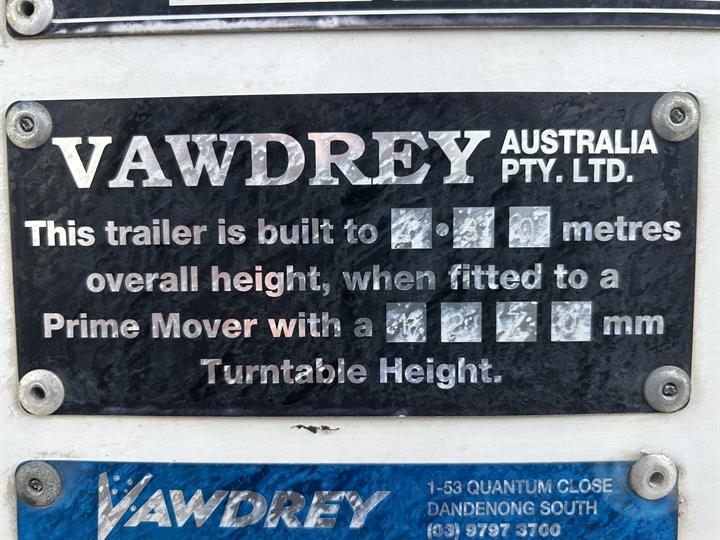 VAWDREY AUSTRALIA PTY. LTD.
This trailer is built to metres
overall height, when fitted to a
Prime Mover with a mm
Turntable Height.
VAWDREY
1-53 QUANTUM CLOSE
DANDENONG SOUTH
(03) 9797 3700